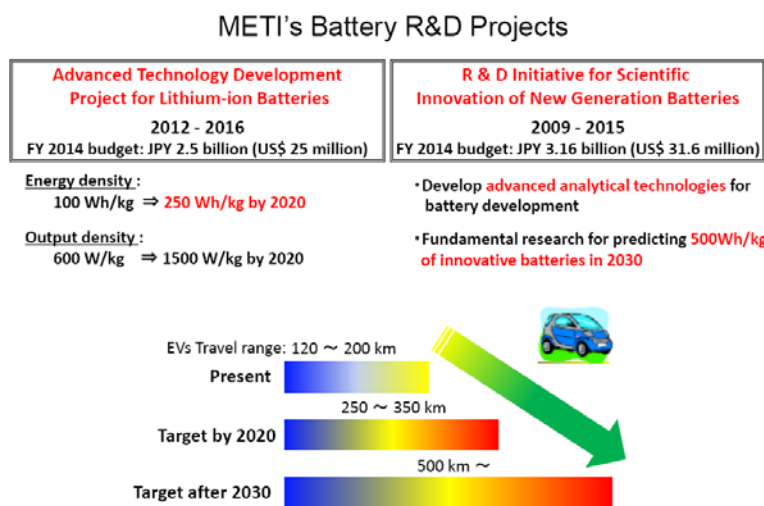 METI's Battery R&D Projects
Advanced Technology Development
Project for Lithium-ion Batteries
2012 - 2016
FY 2014 budget: JPY 2.5 billion (US$ 25 million)
R & D Initiative for Scientific
Innovation of New Generation Batteries
2009 - 2015
FY 2014 budget: JPY 3.16 billion (US$ 31.6 million)
Energy density :
100 Wh/kg ⇒ 250 Wh/kg by 2020
Output density :
600 W/kg ⇒ 1500 W/kg by 2020
・Develop advanced analytical technologies for
battery development
・Fundamental research for predicting 500Wh/kg
of innovative batteries in 2030
EVs Travel range: 120 ～ 200 km
Present
250 ～ 350 km
Target by 2020
500 km ～
Target after 2030